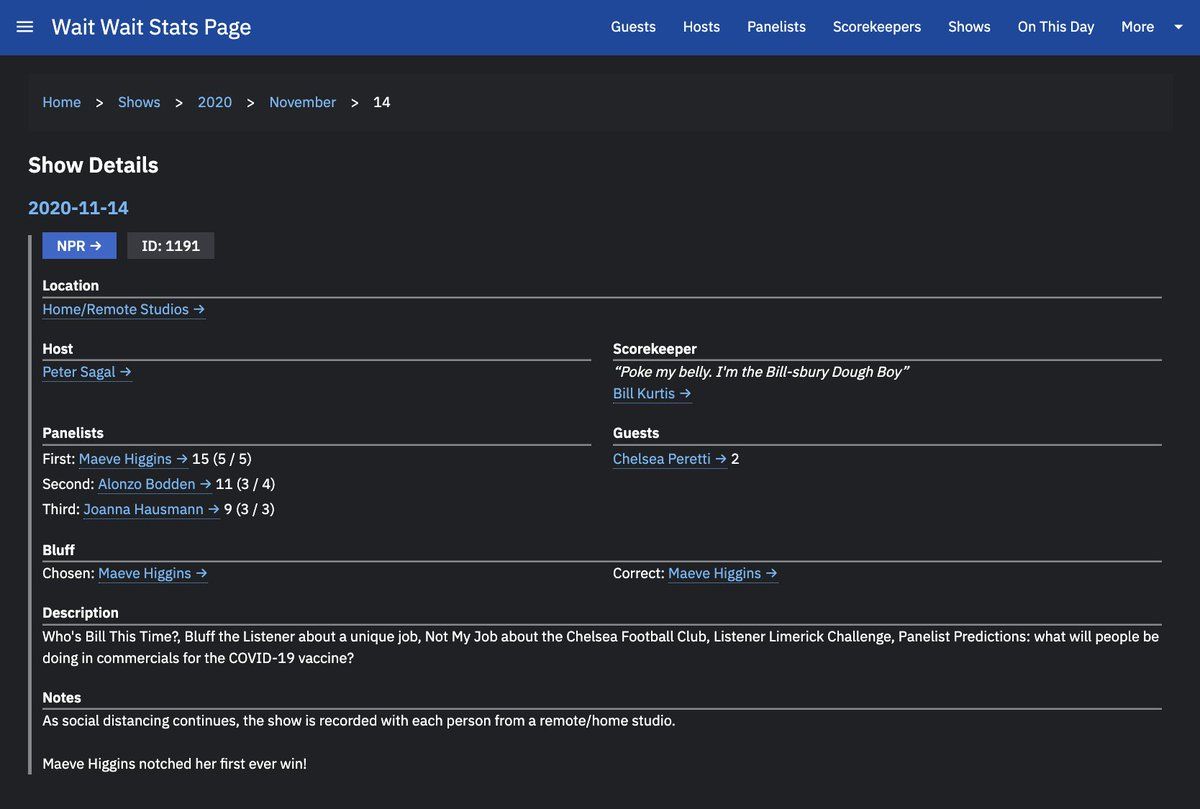 Wait Wait Stats Page
Guests Hosts Panelists Scorekeepers Shows On This Day More
Home > Shows > 2020 > November > 14
Show Details
2020-11-14
NPR → ID: 1191
Location
Home/Remote Studios →
Host
Peter Sagal →
Scorekeeper
“Poke my belly. I'm the Bill-sbury Dough Boy”
Bill Kurtis →
Panelists
First: Maeve Higgins → 15 (5 / 5)
Second: Alonzo Bodden → 11 (3 / 4)
Third: Joanna Hausmann → 9 (3 / 3)
Guests
Chelsea Peretti → 2
Bluff
Chosen: Maeve Higgins →
Correct: Maeve Higgins →
Description
Who's Bill This Time?, Bluff the Listener about a unique job, Not My Job about the Chelsea Football Club, Listener Limerick Challenge, Panelist Predictions: what will people be
doing in commercials for the COVID-19 vaccine?
Notes
As social distancing continues, the show is recorded with each person from a remote/home studio.
Maeve Higgins notched her first ever win!